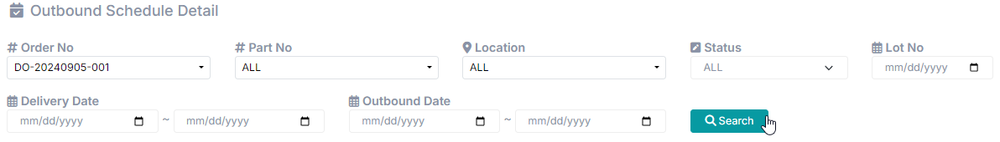 Outbound Schedule Detail
# Order No # Part No Location Status Lot No
DO-20240905-001 ALL ALL ALL mm/dd/yyyy
Delivery Date Outbound Date
mm/dd/yyyy ~ mm/dd/yyyy mm/dd/yyyy ~ mm/dd/yyyy Search